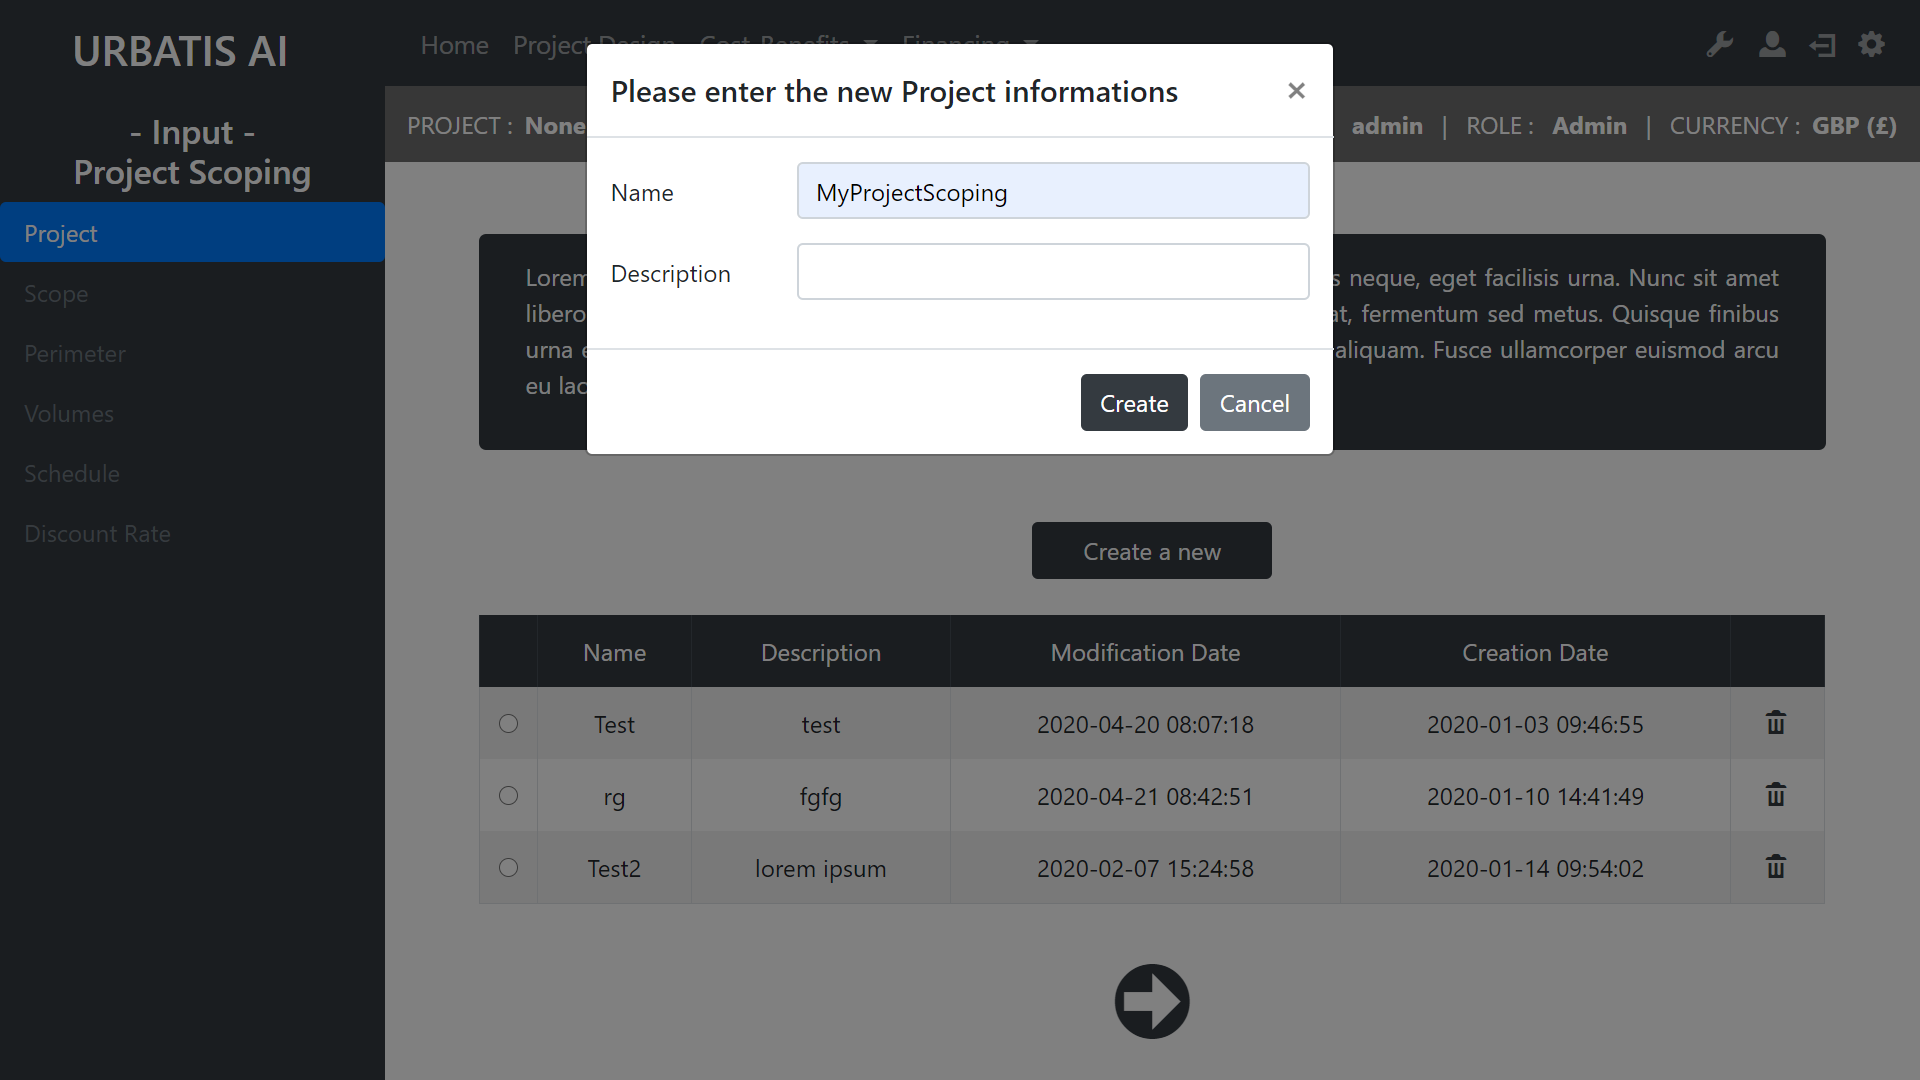 URBATIS AI
Home Project Design Cost-Benefits Financing
- Input -
Project Scoping
Project
Scope
Perimeter
Volumes
Schedule
Discount Rate
PROJECT : None
admin | ROLE : Admin | CURRENCY : GBP (£)
Please enter the new Project informations ×
Name MyProjectScoping
Description
Create Cancel
Lorem s neque, eget facilisis urna. Nunc sit amet
libero at, fermentum sed metus. Quisque finibus
urna aliquam. Fusce ullamcorper euismod arcu
eu lac
Create a new
Name Description Modification Date Creation Date
Test test 2020-04-20 08:07:18 2020-01-03 09:46:55
rg fgfg 2020-04-21 08:42:51 2020-01-10 14:41:49
Test2 lorem ipsum 2020-02-07 15:24:58 2020-01-14 09:54:02